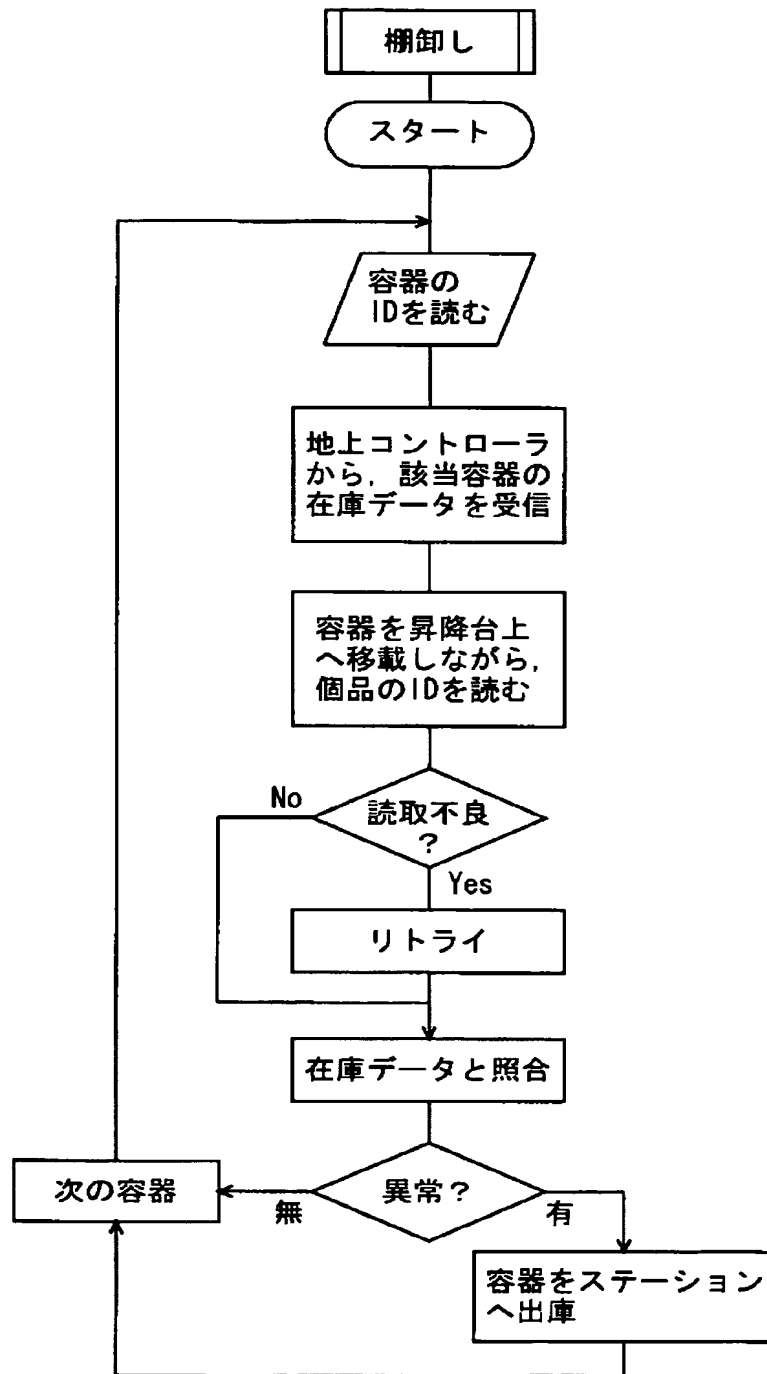 棚卸し
スタート
容器の
IDを読む
地上コントローラ
から，該当容器の
在庫データを受信
容器を昇降台上
へ移載しながら，
個品のIDを読む
No
読取不良
?
Yes
リトライ
在庫データと照合
次の容器
無
異常?
有
容器をステーション
へ出庫